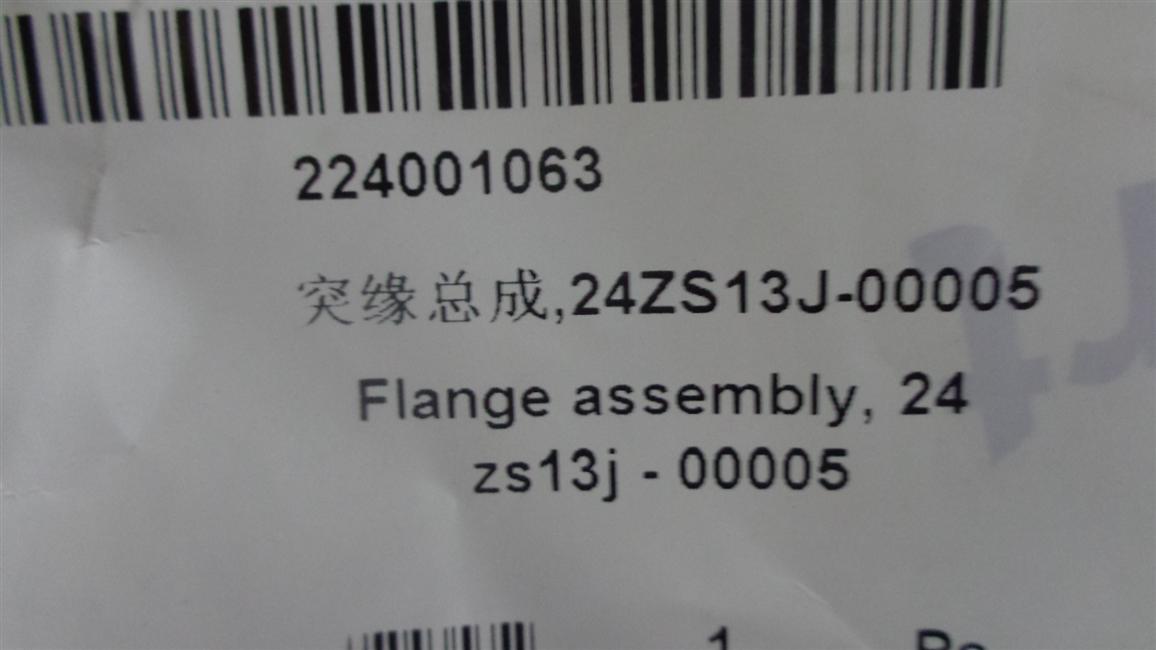 224001063
突缘总成,24ZS13J-00005
Flange assembly, 24
zs13j - 00005
1